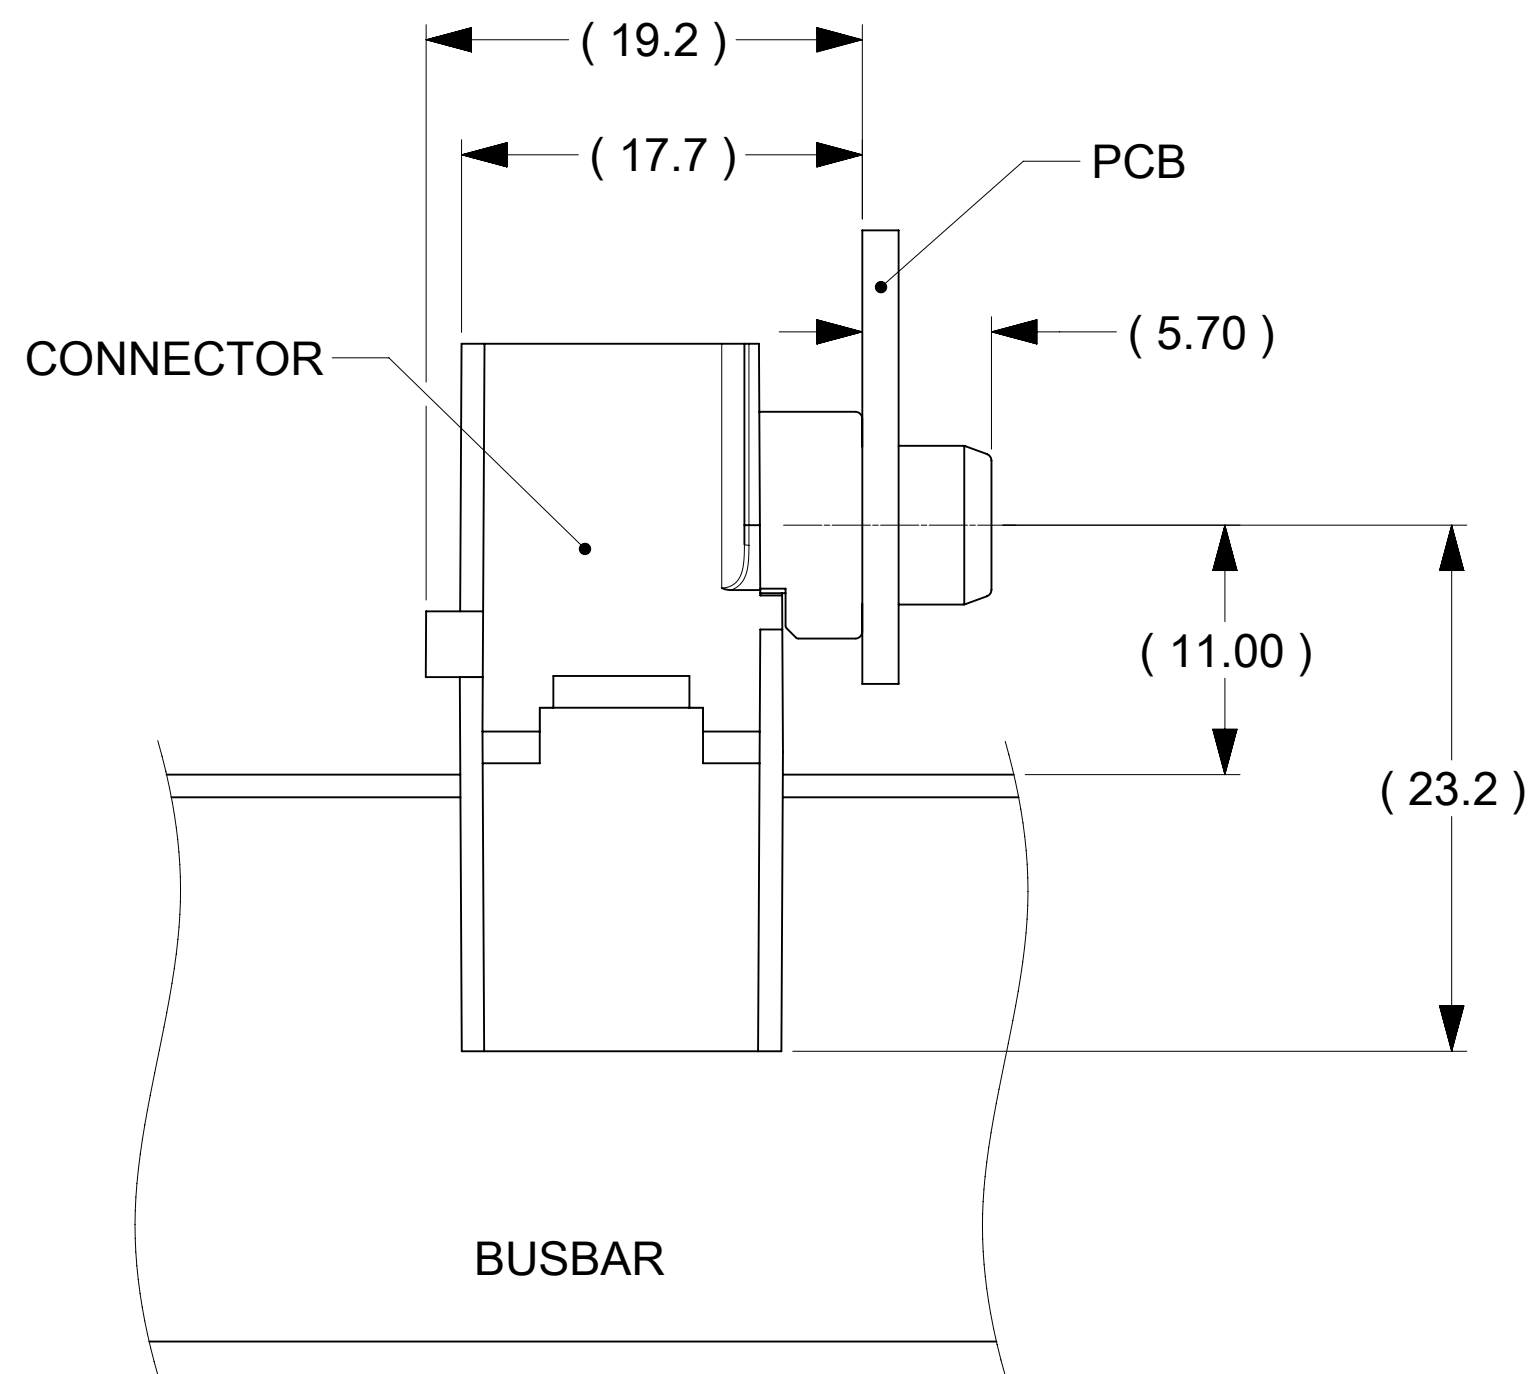 ( 19.2 )
( 17.7 )
PCB
( 5.70 )
CONNECTOR
( 11.00 )
( 23.2 )
BUSBAR